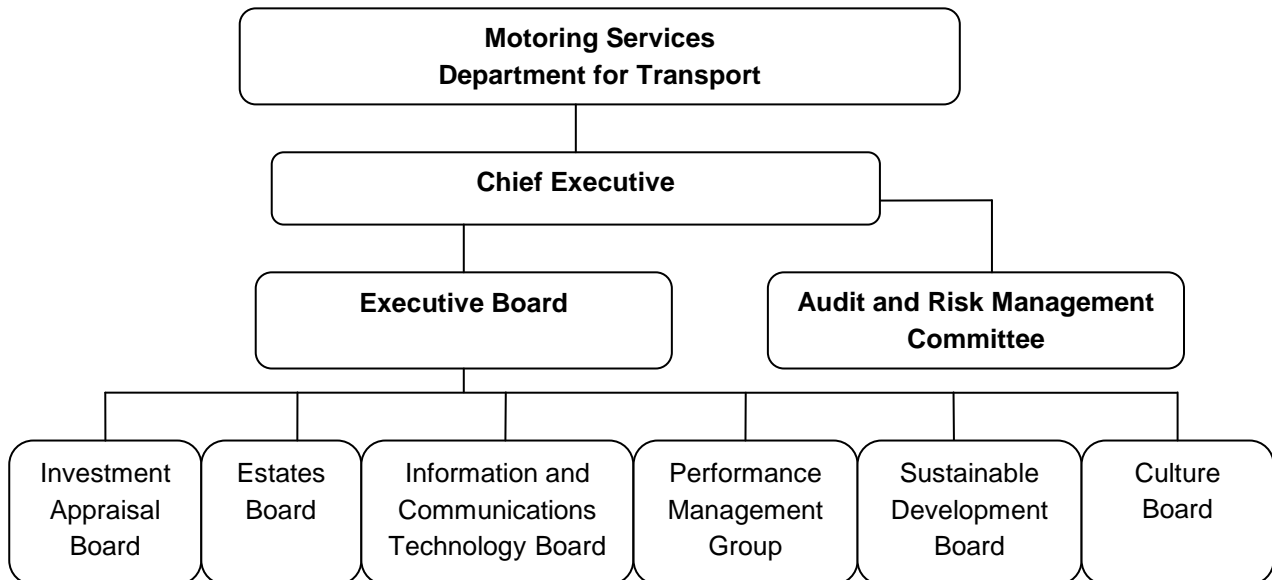 Motoring Services
Department for Transport
Chief Executive
Executive Board
Audit and Risk Management
Committee
Investment
Appraisal
Board
Estates
Board
Information and
Communications
Technology Board
Performance
Management
Group
Sustainable
Development
Board
Culture
Board